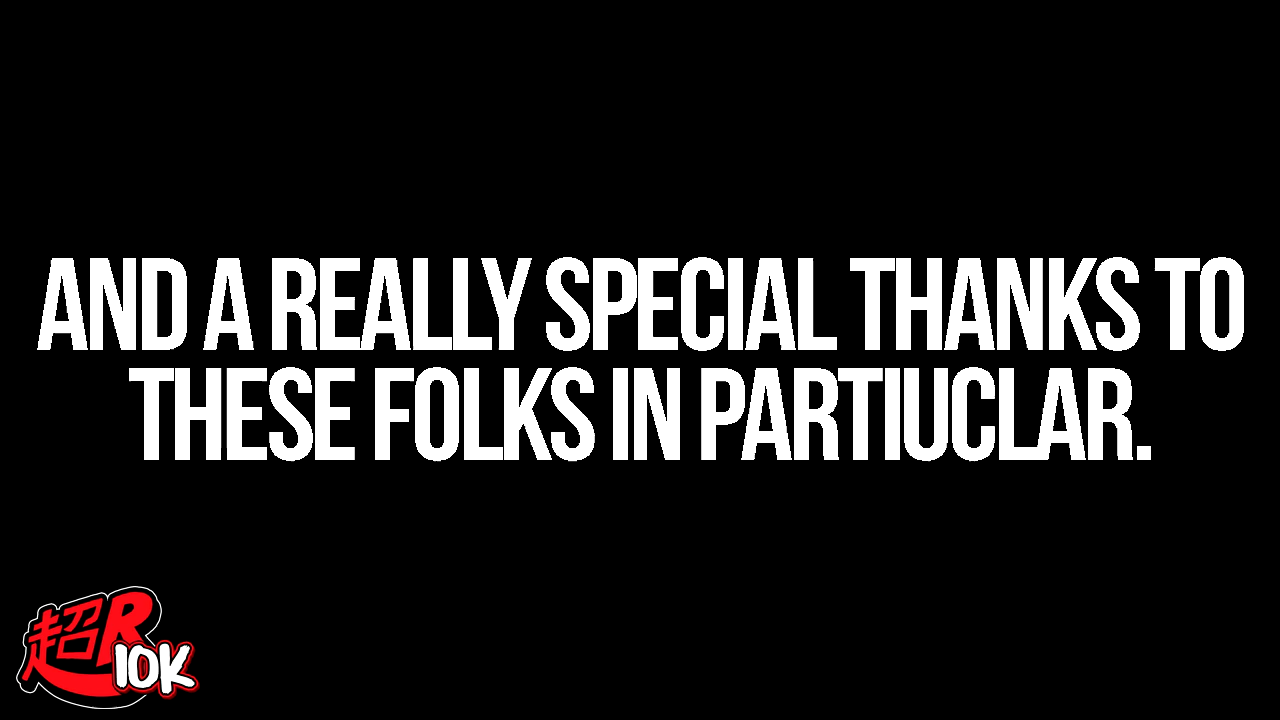 AND A REALLY SPECIAL THANKS TO
THESE FOLKS IN PARTIUCLAR.
超R
10K